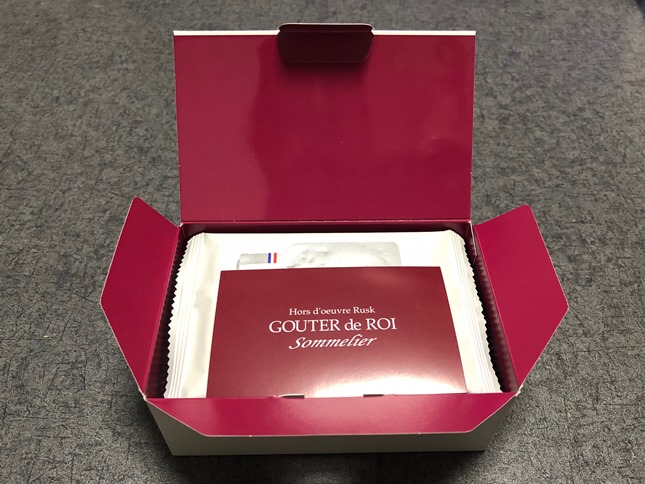 Hors d'oeuvre Rusk
GOUTER de ROI
Sommelier